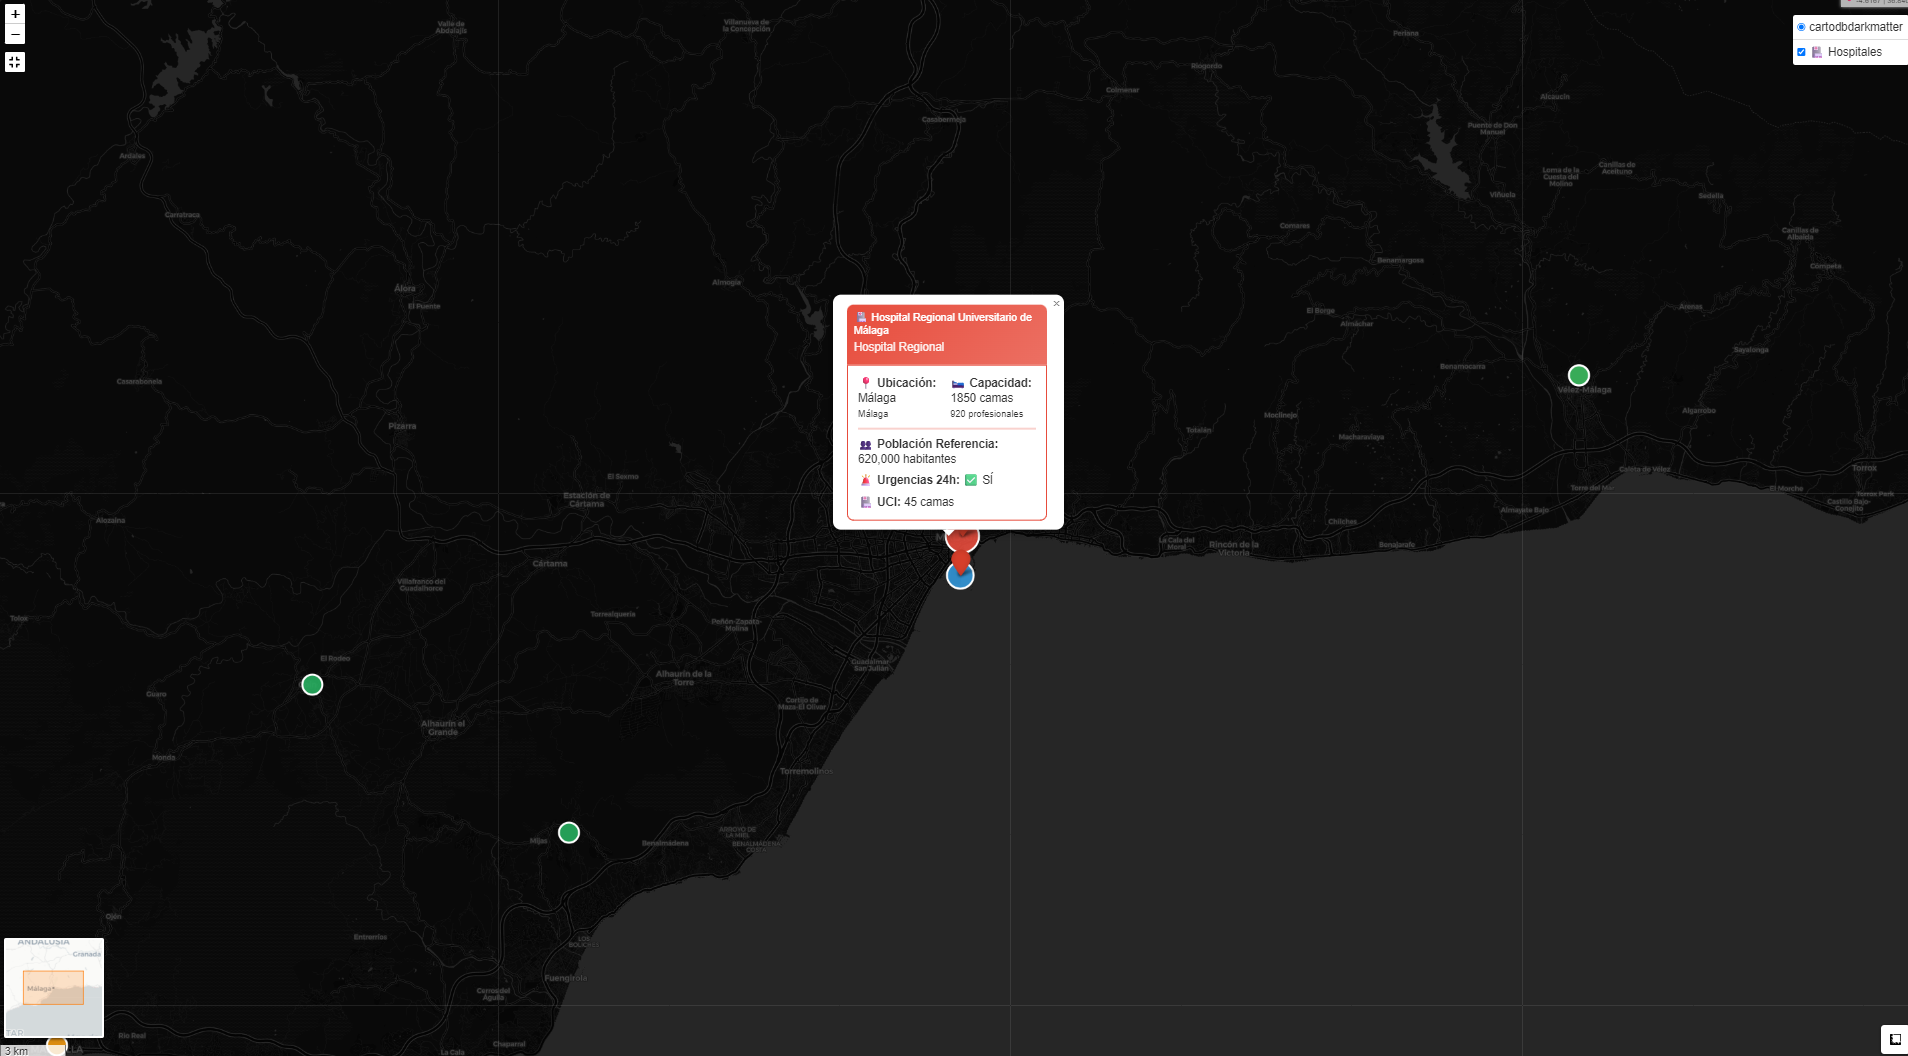 +
−
cartodbdarkmatter
Hospitales
Valle de
Abdalajís
Villanueva de
la Concepción
Periana
Riogordo
Colmenar
Alcaucín
Casabermeja
Puente de Don
Manuel
Ardales
Loma de la
Cuesta del
Molino
Canillas de
Aceituno
Viñuela
Sedella
Carratraca
Comares
Canillas de
Albaida
Benamargosa
Cómpeta
Almogía
Álora
El Puente
El Borge
Almáchar
Arenas
Sayalonga
Casarabonela
Benamocarra
Vélez-Málaga
Algarrobo
Moclinejo
Totalán
Macharaviaya
Pizarra
×
Hospital Regional Universitario de
Málaga
Hospital Regional
Ubicación:
Málaga
Málaga
Capacidad:
1850 camas
920 profesionales
Población Referencia:
620,000 habitantes
Urgencias 24h: ✅ SÍ
UCI: 45 camas
El Sexmo
Estación de
Cártama
Caleta de Vélez
Torrox
Torre del Mar
El Morche
Torrox Park
Castillo Bajo-
Conejito
Almayate Bajo
Alozaina
Chilches
La Cala del
Moral
Rincón de la
Victoria
Benajarafe
Cártama
Villafranco del
Guadalhorce
Tolox
Torrealquería
Peñón-Zapata-
Molina
El Rodeo
Guadalmar
San Julián
Alhaurín de la
Torre
Guaro
Cortijo de
Maza-El Olivar
Alhaurín el
Grande
Monda
Torremolinos
ARROYO DE
LA MIEL
BENALMÁDENA
COSTA
Mijas
Benalmádena
Ojén
Entrerríos
LOS
BOLICHES
Fuengirola
Cerros del
Águila
ANDALUSIA
Granada
Málaga
TAR
Río Real
Chaparral
La Cala
LLA
3 km